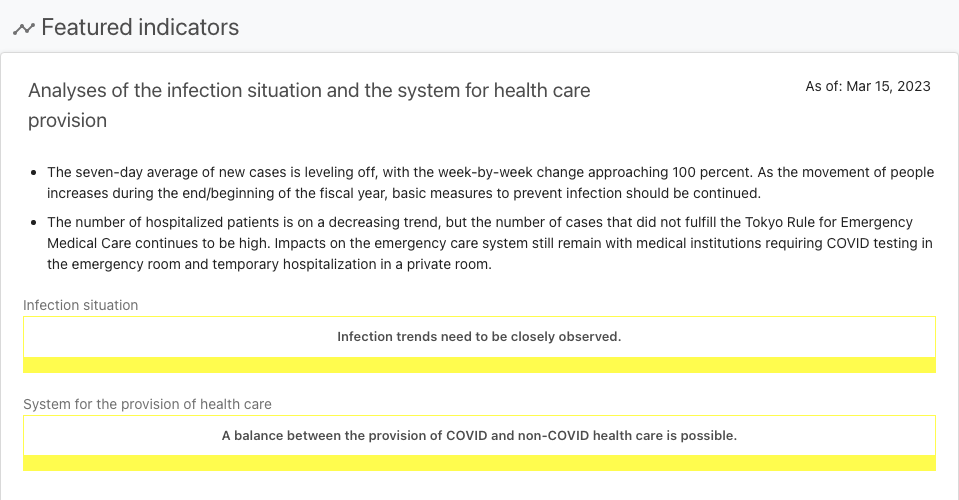 Featured indicators
Analyses of the infection situation and the system for health care
provision
As of: Mar 15, 2023
The seven-day average of new cases is leveling off, with the week-by-week change approaching 100 percent. As the movement of people
increases during the end/beginning of the fiscal year, basic measures to prevent infection should be continued.
The number of hospitalized patients is on a decreasing trend, but the number of cases that did not fulfill the Tokyo Rule for Emergency
Medical Care continues to be high. Impacts on the emergency care system still remain with medical institutions requiring COVID testing in
the emergency room and temporary hospitalization in a private room.
Infection situation
Infection trends need to be closely observed.
System for the provision of health care
A balance between the provision of COVID and non-COVID health care is possible.